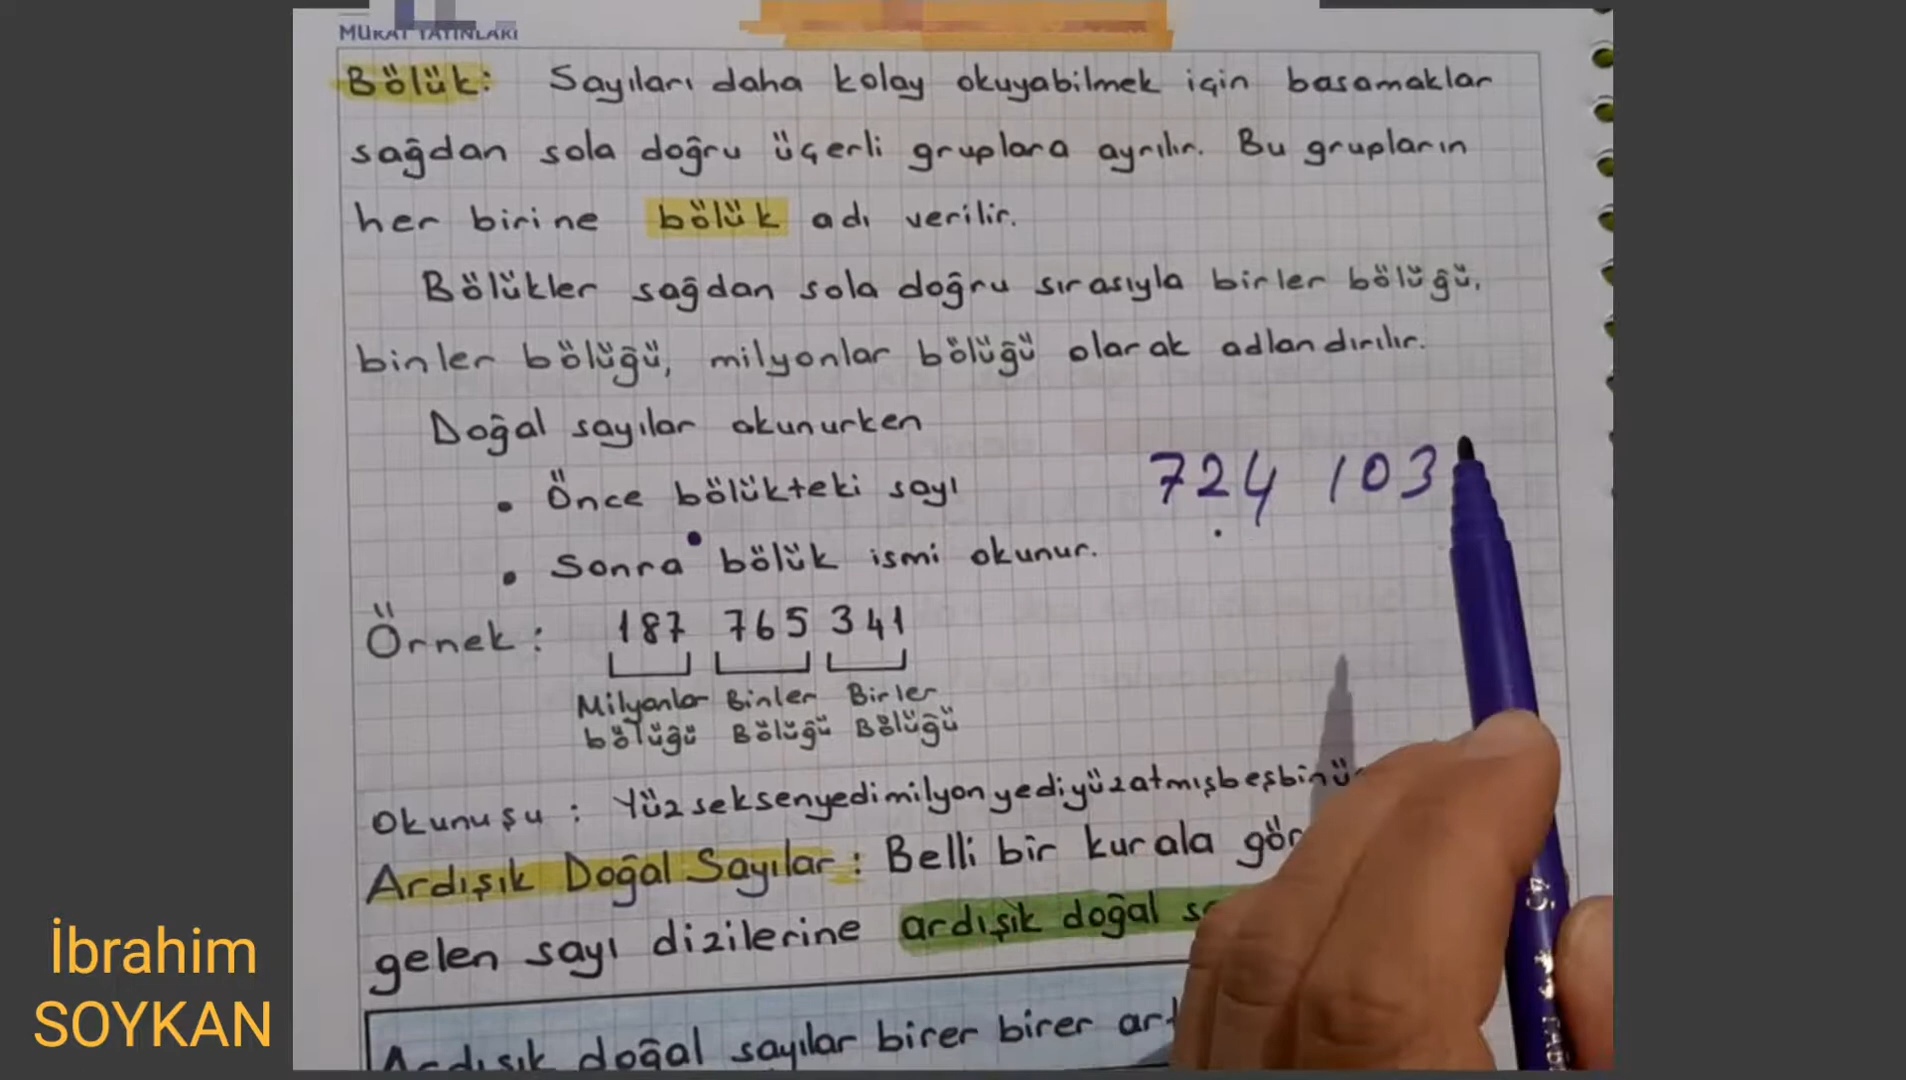 MURAT YAYINLARI
Bölük: Sayıları daha kolay okuyabilmek için basamaklar
sağdan sola doğru üçerli gruplara ayrılır. Bu grupların
her birine bölük adı verilir.
Bölükler sağdan sola doğru sırasıyla birler bölüğü,
binler bölüğü, milyonlar bölüğü olarak adlandırılır.
Doğal sayılar okunurken
• Önce bölükteki sayı
724 103
• Sonra bölük ismi okunur.
Örnek: 187 765 341
Milyonlar Binler Birler
bölüğü Bölüğü Bölüğü
Okunuşu: Yüzseksenyedimilyonyediyüzatmışbeşbinü
Ardışık Doğal Sayılar: Belli bir kurala gör
gelen sayı dizilerine ardışık doğal sa
Ardışık doğal sayılar birer birer art
İbrahim
SOYKAN